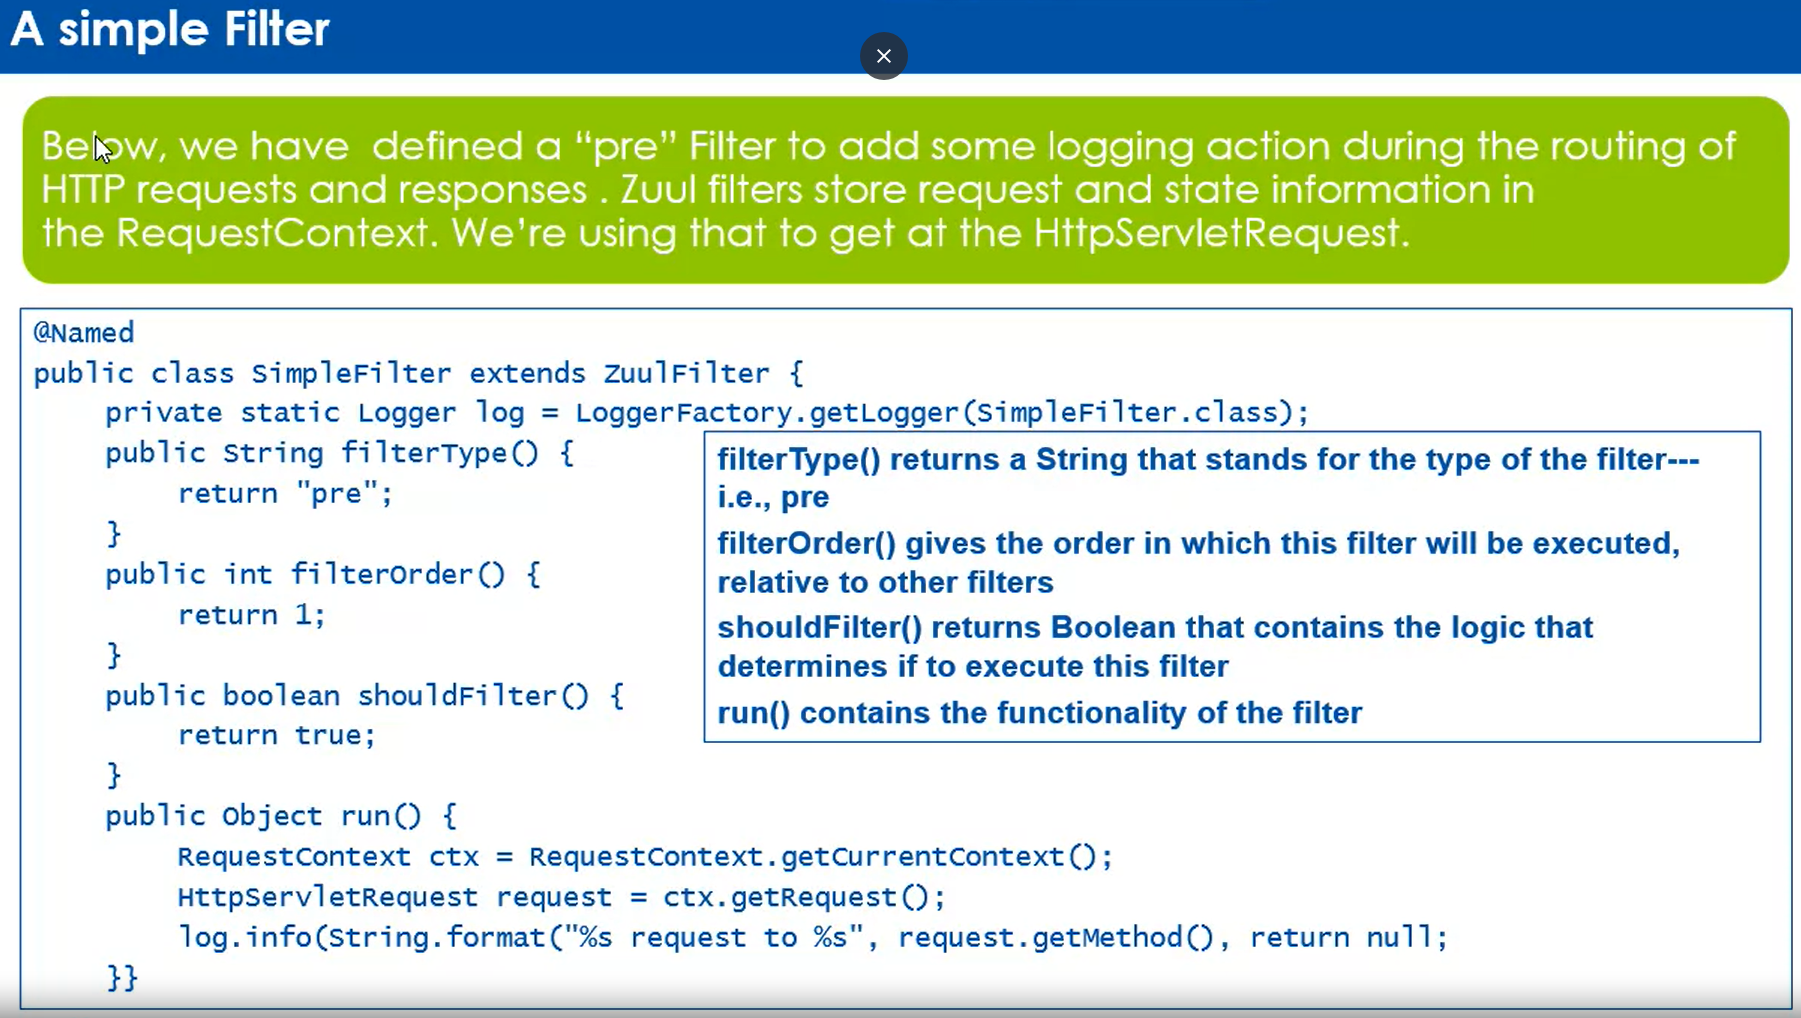 A simple Filter
Below, we have defined a “pre” Filter to add some logging action during the routing of
HTTP requests and responses . Zuul filters store request and state information in
the RequestContext. We’re using that to get at the HttpServletRequest.
@Named
public class SimpleFilter extends ZuulFilter {
private static Logger log = LoggerFactory.getLogger(SimpleFilter.class);
public String filterType() {
return "pre";
}
public int filterOrder() {
return 1;
}
public boolean shouldFilter() {
return true;
}
public Object run() {
RequestContext ctx = RequestContext.getCurrentContext();
HttpServletRequest request = ctx.getRequest();
log.info(String.format("%s request to %s", request.getMethod(), return null;
}}
filterType() returns a String that stands for the type of the filter---
i.e., pre
filterOrder() gives the order in which this filter will be executed,
relative to other filters
shouldFilter() returns Boolean that contains the logic that
determines if to execute this filter
run() contains the functionality of the filter